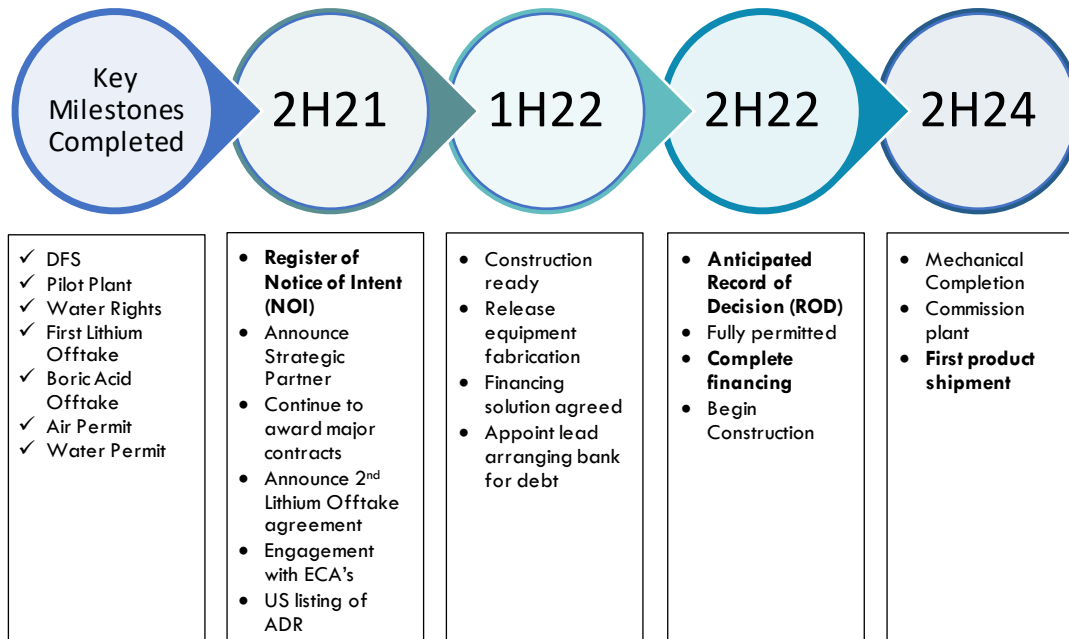 Key
Milestones
Completed
2H21
1H22
2H22
2H24
✓ DFS
✓ Pilot Plant
✓ Water Rights
✓ First Lithium
Offtake
✓ Boric Acid
Offtake
✓ Air Permit
✓ Water Permit
• Register of
Notice of Intent
(NOI)
• Announce
Strategic
Partner
• Continue to
award major
contracts
• Announce 2nd
Lithium Offtake
agreement
• Engagement
with ECA's
• US listing of
ADR
• Construction
ready
• Release
equipment
fabrication
• Financing
solution agreed
• Appoint lead
arranging bank
for debt
• Anticipated
Record of
Decision (ROD)
• Fully permitted
• Complete
financing
• Begin
Construction
• Mechanical
Completion
• Commission
plant
• First product
shipment